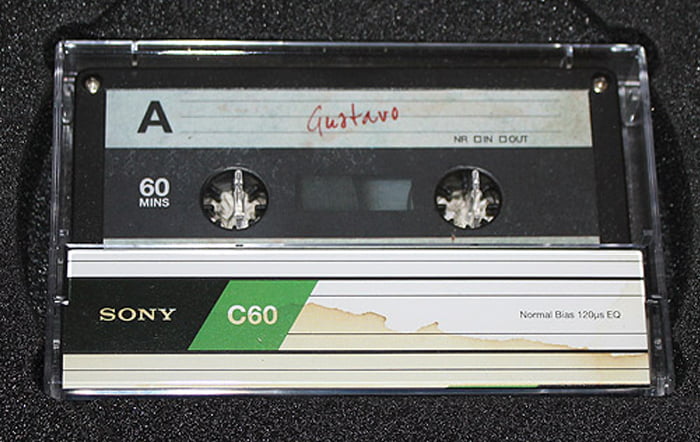 A
Gustavo
NR □IN □OUT
60
MINS
SONY
C60
Normal Bias 120µs EQ